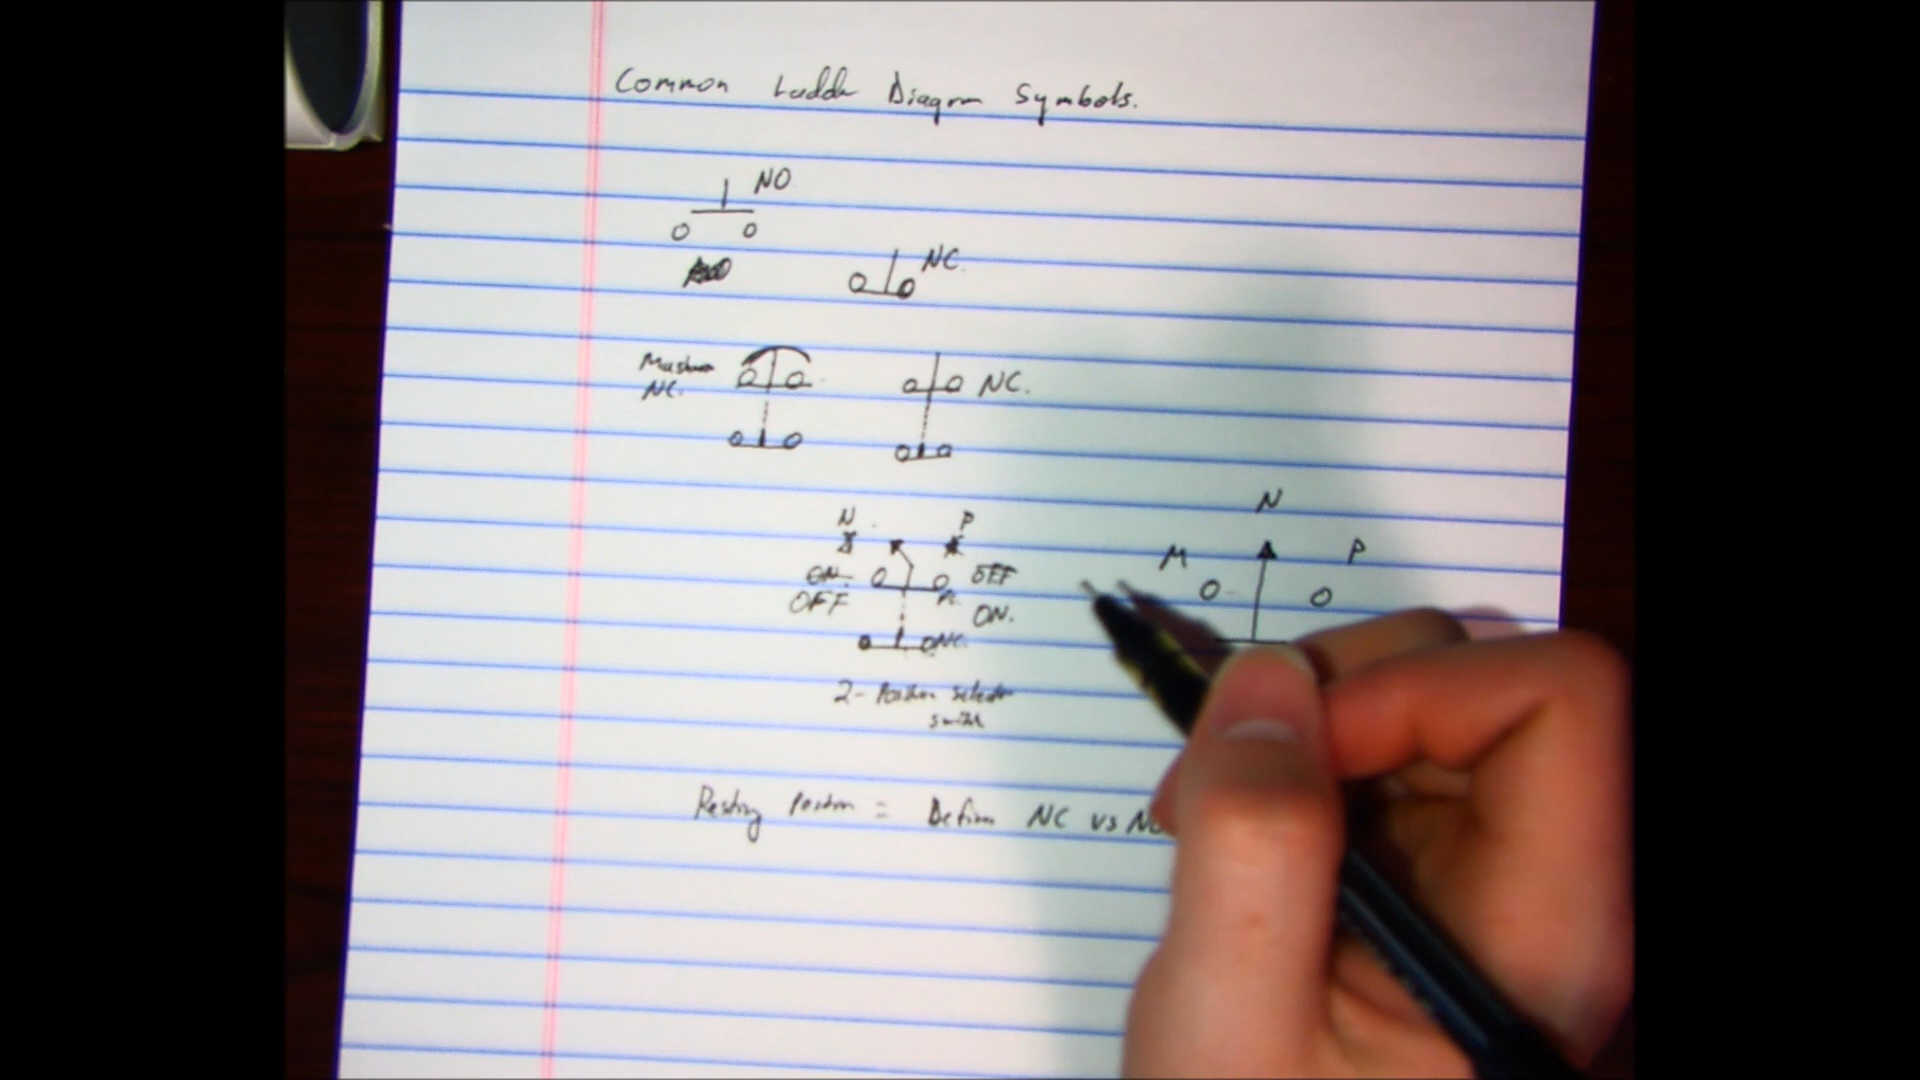 Common Ladder Diagram Symbols.
NO
NC.
Mushroom
NC.
NC.
N P
ON OFF
OFF ON.
NC
2- Position selector
switch
N
M P
Resting Position = Defines NC vs NO